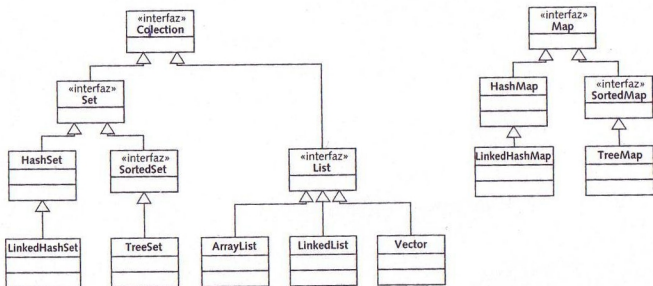 «interfaz»
Colection
«interfaz»
Set
HashSet
«interfaz»
SortedSet
LinkedHashSet
TreeSet
«interfaz»
List
ArrayList
LinkedList
Vector
«interfaz»
Map
HashMap
«interfaz»
SortedMap
LinkedHashMap
TreeMap